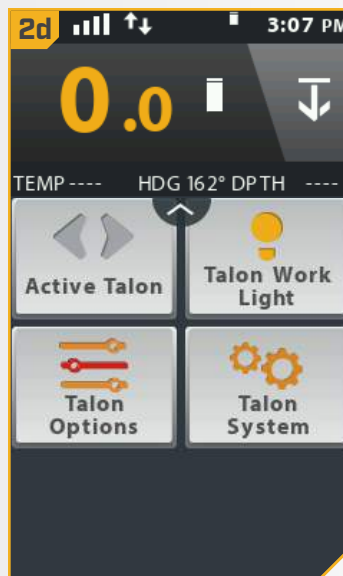 2d
3:07 PM
0.0
TEMP ---- HDG 162° DPTH ----
Active Talon
Talon Work
Light
Talon
Options
Talon
System